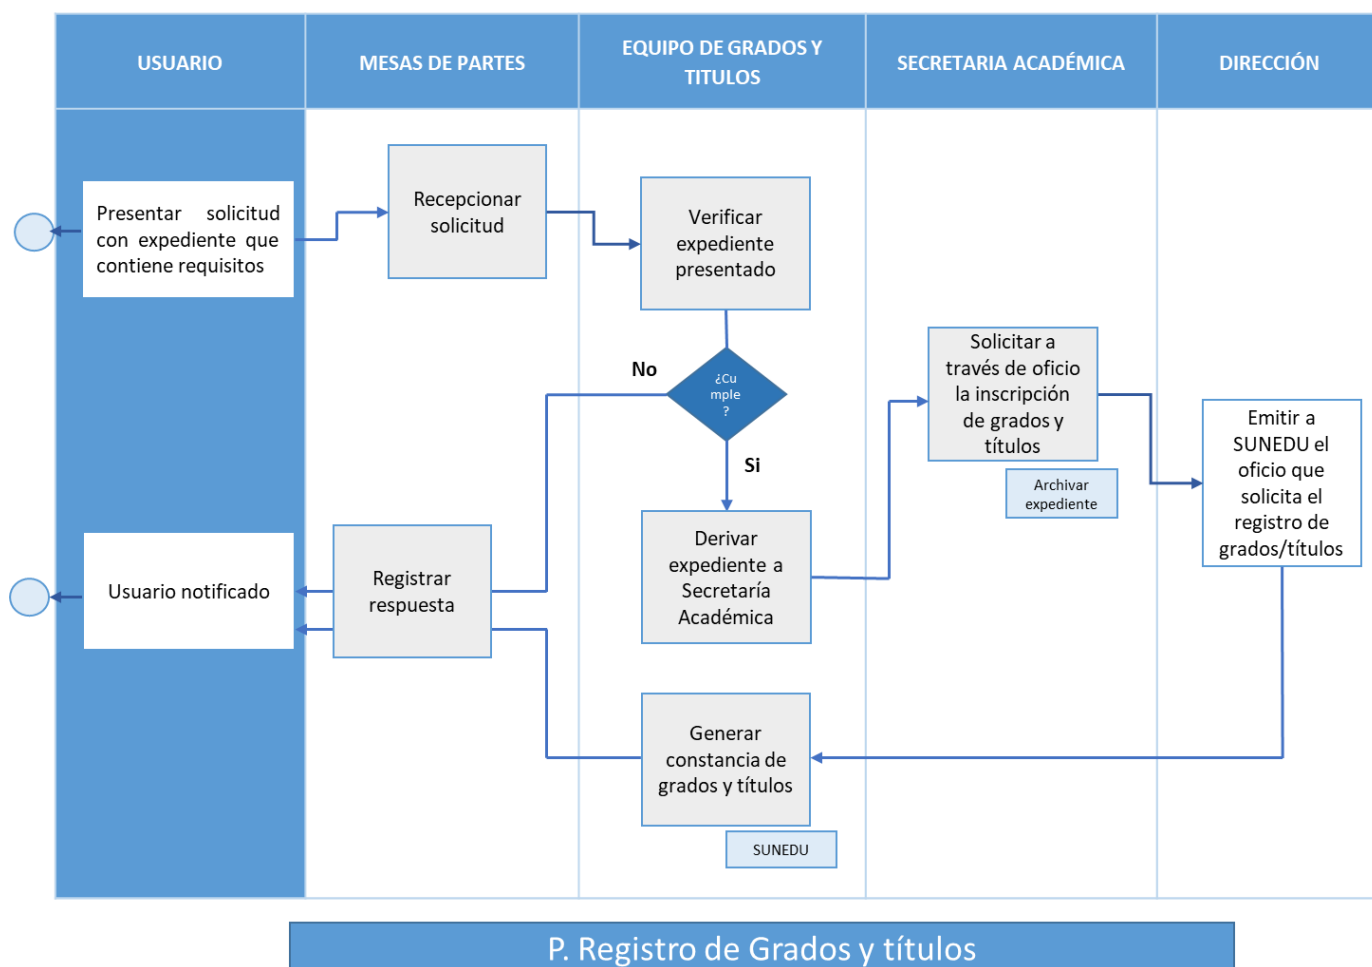 USUARIO
MESAS DE PARTES
EQUIPO DE GRADOS Y
TITULOS
SECRETARIA ACADÉMICA
DIRECCIÓN
Presentar solicitud
con expediente que
contiene requisitos
Recepcionar
solicitud
Verificar
expediente
presentado
No
¿Cu
mple
?
Si
Solicitar a
través de oficio
la inscripción
de grados y
títulos
Archivar
expediente
Emitir a
SUNEDU el
oficio que
solicita el
registro de
grados/títulos
Derivar
expediente a
Secretaría
Académica
Usuario notificado
Registrar
respuesta
Generar
constancia de
grados y títulos
SUNEDU
P. Registro de Grados y títulos